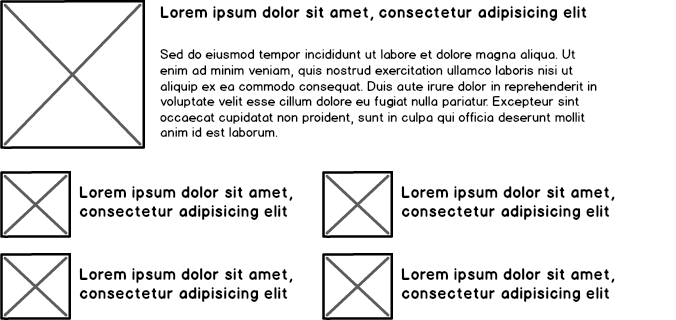 Lorem ipsum dolor sit amet, consectetur adipisicing elit
Sed do eiusmod tempor incididunt ut labore et dolore magna aliqua. Ut
enim ad minim veniam, quis nostrud exercitation ullamco laboris nisi ut
aliquip ex ea commodo consequat. Duis aute irure dolor in reprehenderit in
voluptate velit esse cillum dolore eu fugiat nulla pariatur. Excepteur sint
occaecat cupidatat non proident, sunt in culpa qui officia deserunt mollit
anim id est laborum.
Lorem ipsum dolor sit amet,
consectetur adipisicing elit
Lorem ipsum dolor sit amet,
consectetur adipisicing elit
Lorem ipsum dolor sit amet,
consectetur adipisicing elit
Lorem ipsum dolor sit amet,
consectetur adipisicing elit